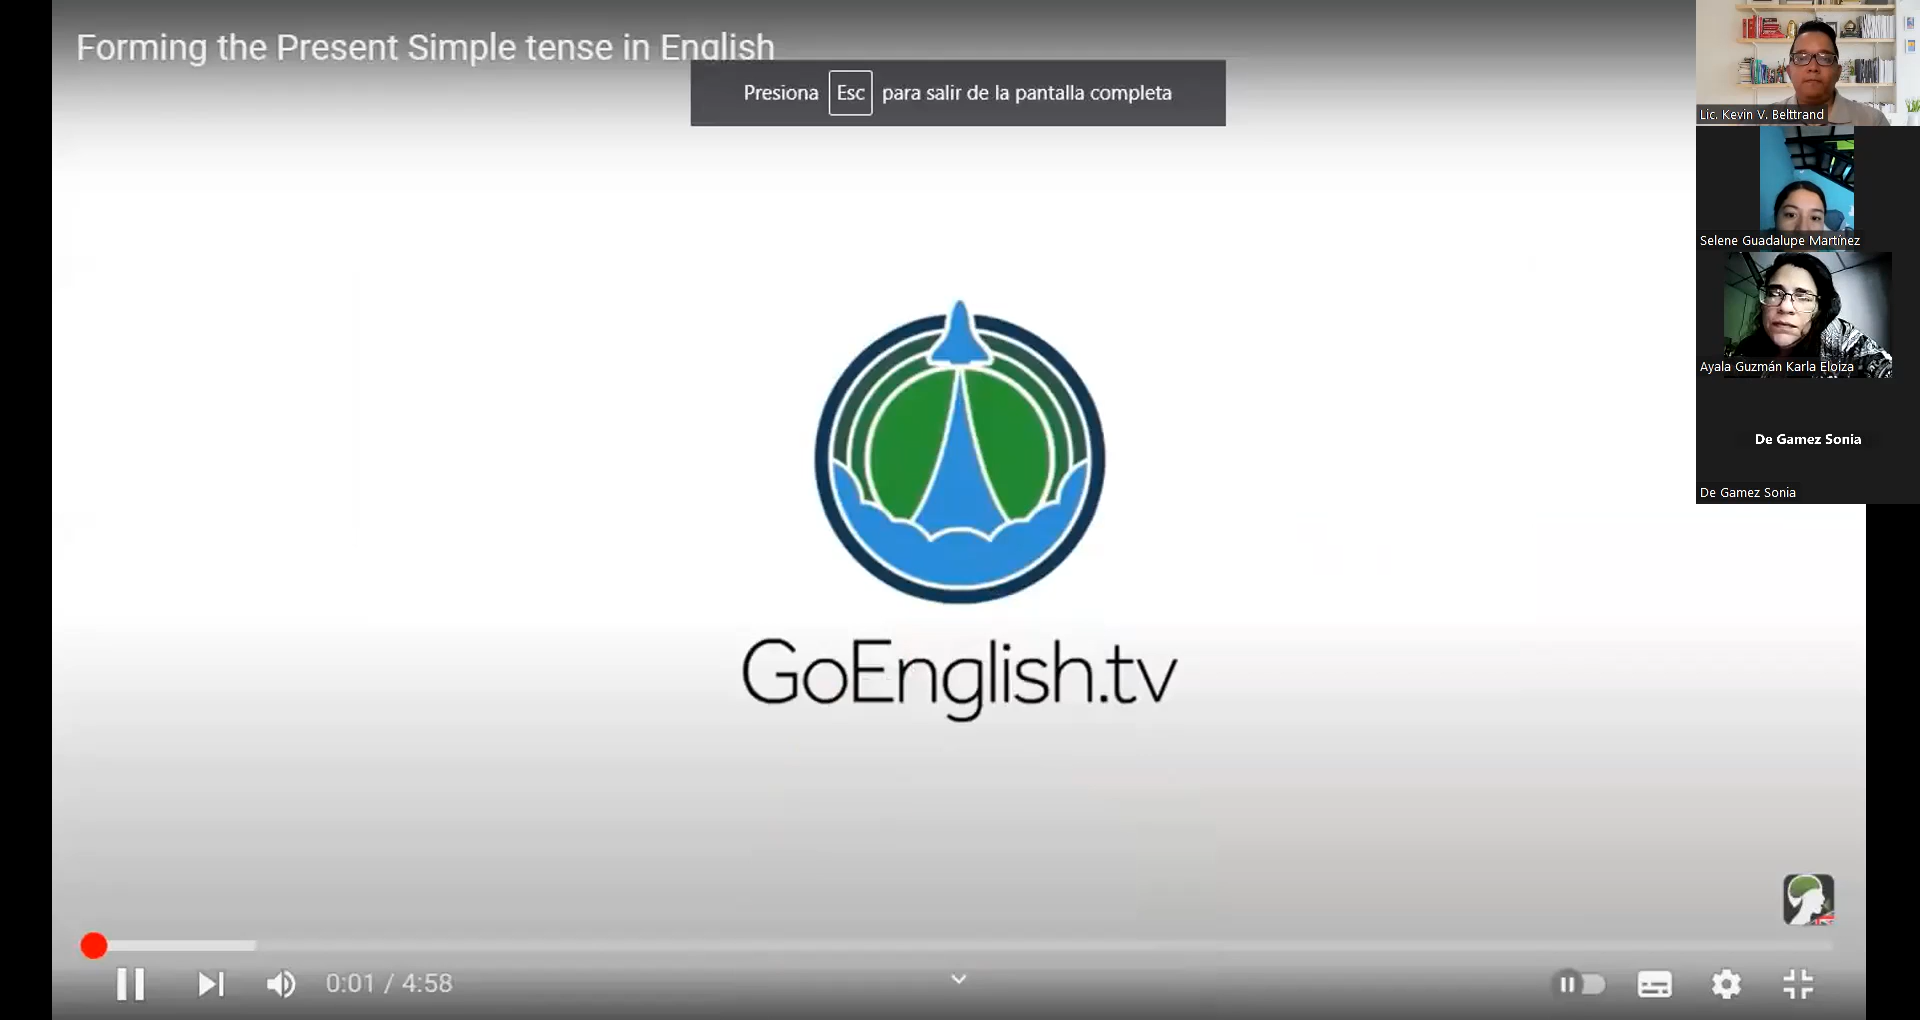 Forming the Present Simple tense in English
Presiona Esc para salir de la pantalla completa
Lic. Kevin V. Belttrand
Selene Guadalupe Martínez
Ayala Guzmán Karla Eloiza
De Gamez Sonia
De Gamez Sonia
GoEnglish.tv
0:01 / 4:58